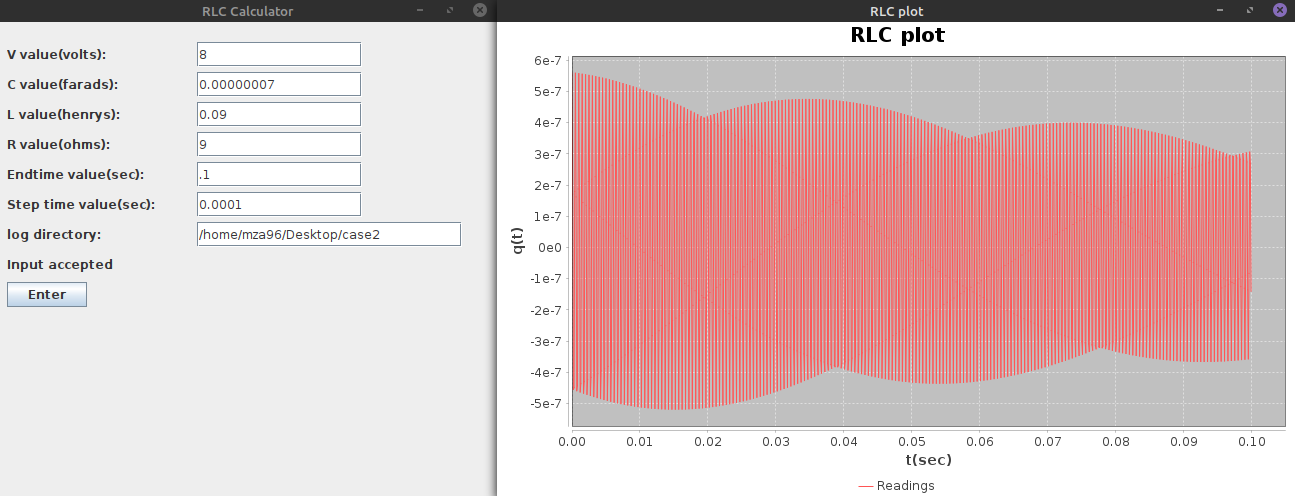 RLC Calculator
V value(volts): 8
C value(farads): 0.00000007
L value(henrys): 0.09
R value(ohms): 9
Endtime value(sec): .1
Step time value(sec): 0.0001
log directory: /home/mza96/Desktop/case2
Input accepted
Enter
RLC plot
RLC plot
6e-7
5e-7
4e-7
3e-7
2e-7
1e-7
0e0
-1e-7
-2e-7
-3e-7
-4e-7
-5e-7
q(t)
0.00 0.01 0.02 0.03 0.04 0.05 0.06 0.07 0.08 0.09 0.10
t(sec)
Readings